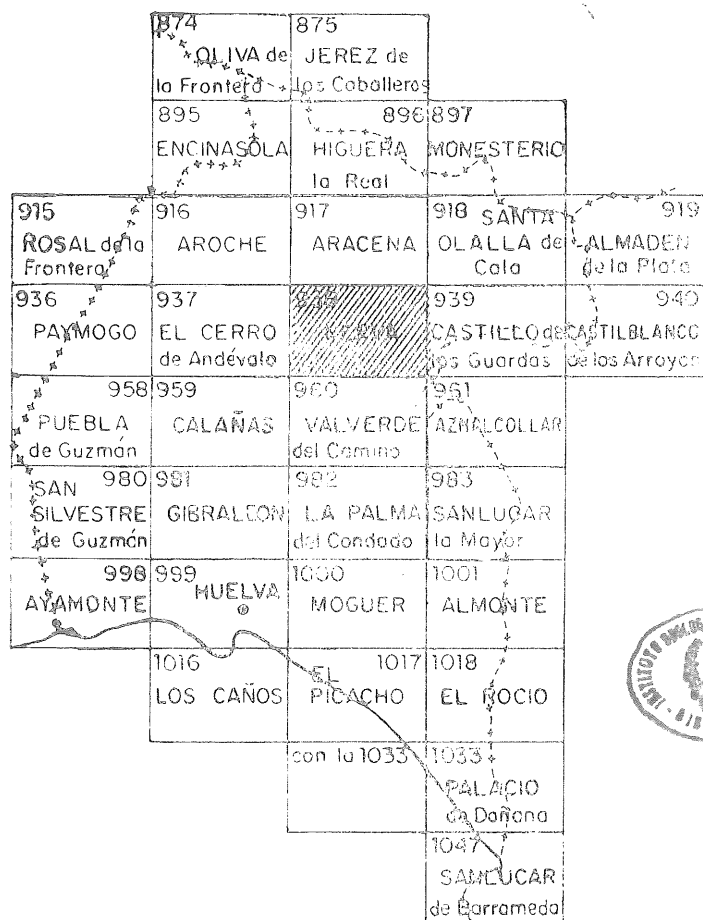 874
OLIVA de
la Frontera
875
JEREZ de
los Caballeros
895
ENCINASOLA
896
HIGUERA
la Real
897
MONESTERIO
915
ROSAL de la
Frontera
916
AROCHE
917
ARACENA
918
SANTA
OLALLA de
Cala
919
ALMADEN
de la Plata
936
PAYMOGO
937
EL CERRO
de Andévalo
939
CASTILLO de
las Guardas
940
CASTILBLANCO
de los Arroyos
958
PUEBLA
de Guzmán
959
CALAÑAS
960
VALVERDE
del Camino
961
AZNALCOLLAR
980
SAN
SILVESTRE
de Guzmán
981
GIBRALEON
982
LA PALMA
del Condado
983
SANLUCAR
la Mayor
998
AYAMONTE
999
HUELVA
1000
MOGUER
1001
ALMONTE
1016
LOS CAÑOS
1017
EL
PICACHO
1018
EL ROCIO
con la 1033
1033
PALACIO
de Doñana
1047
SANLUCAR
de Barrameda
INSTITUTO